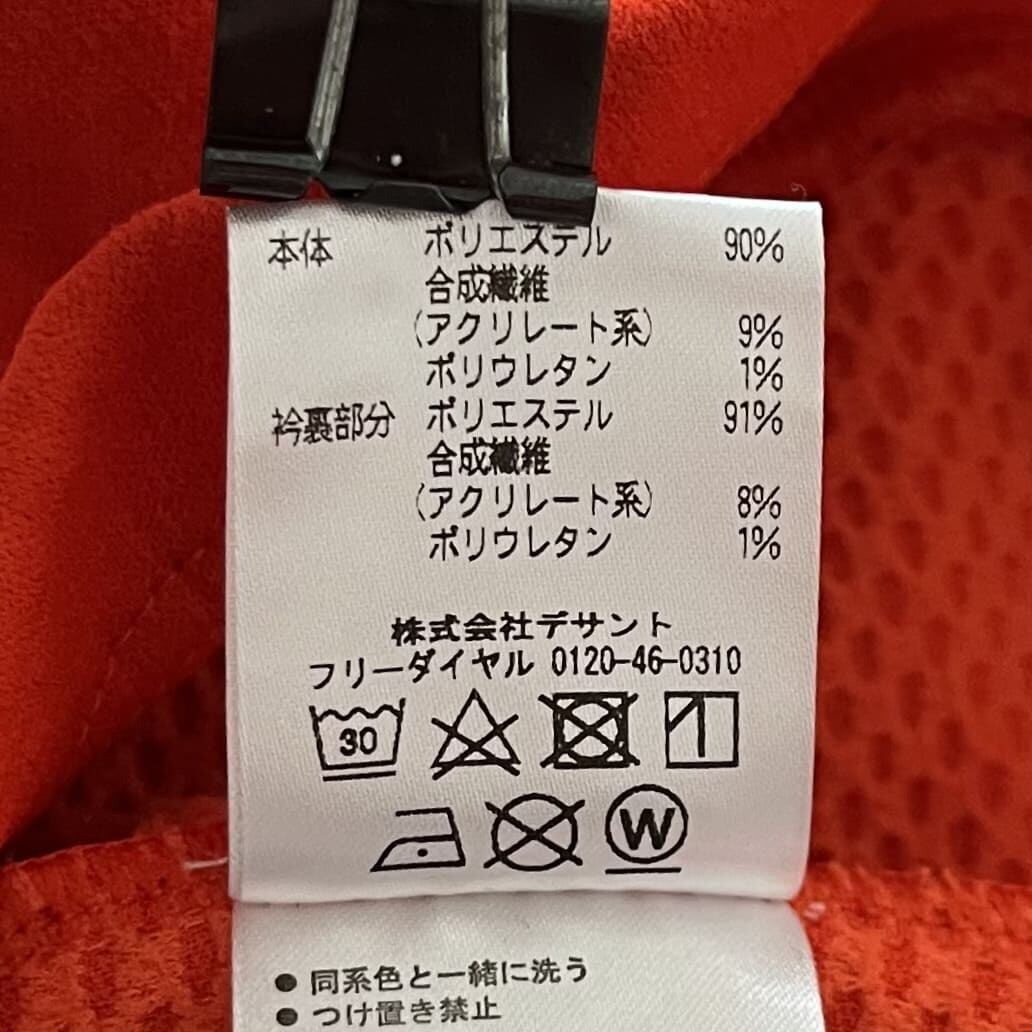 本体 ポリエステル 90%
合成繊維
(アクリレート系) 9%
ポリウレタン 1%
衿裏部分 ポリエステル 91%
合成繊維
(アクリレート系) 8%
ポリウレタン 1%
株式会社デサント
フリーダイヤル 0120-46-0310
30
W
● 同系色と一緒に洗う
● つけ置き禁止